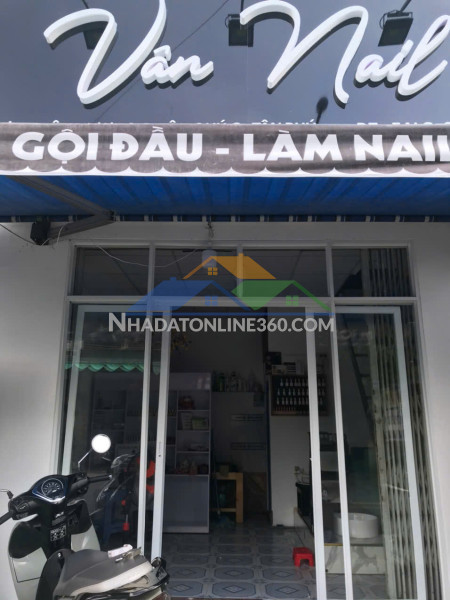 Vân Nail
GỘI ĐẦU - LÀM NAIL
NHADATONLINE360.COM